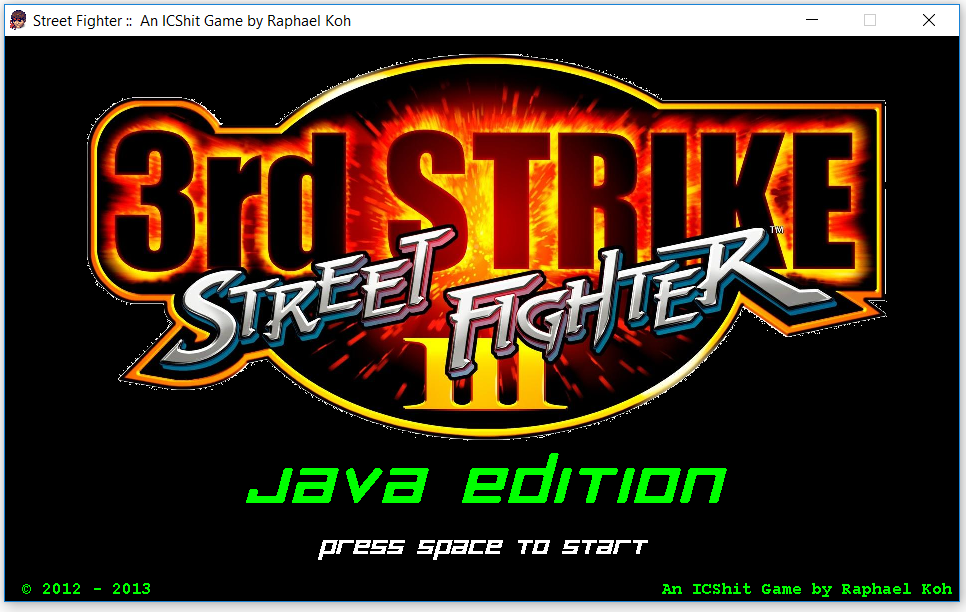 Street Fighter :: An ICShit Game by Raphael Koh
3rd STRIKE
STREET FIGHTER™
III
JAVA EDITION
PRESS SPACE TO START
© 2012 - 2013
An ICShit Game by Raphael Koh